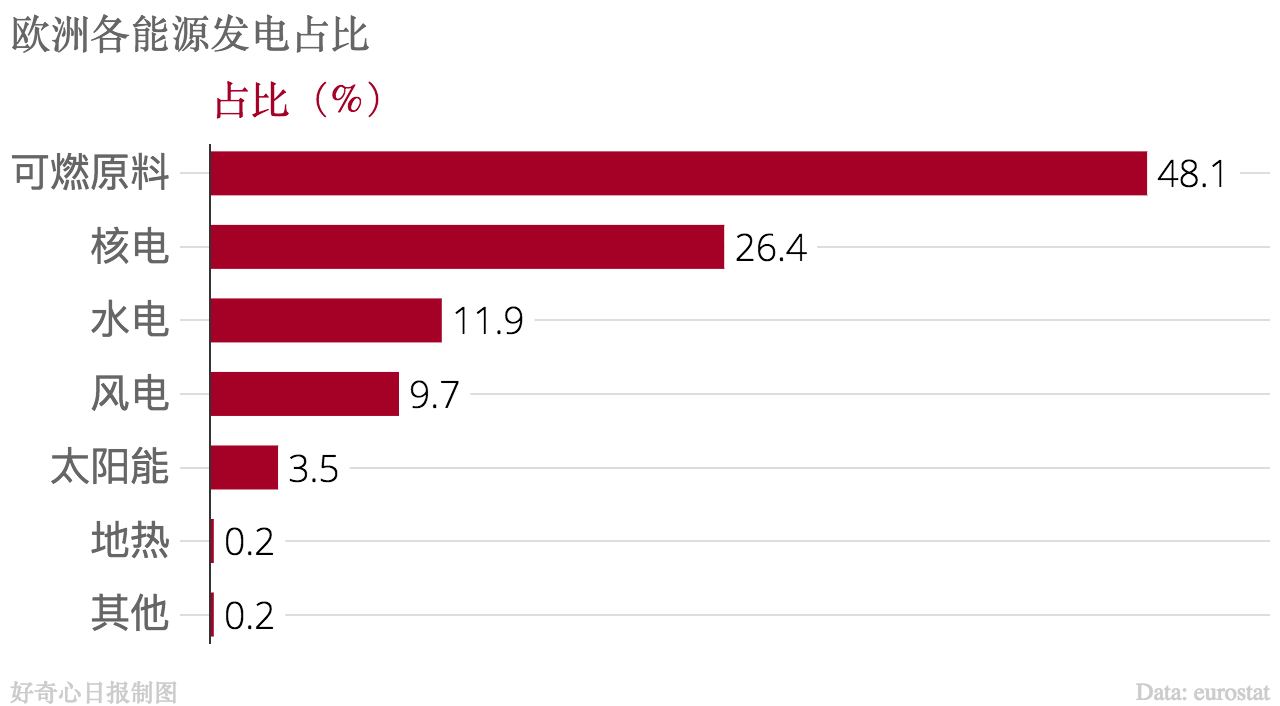 欧洲各能源发电占比
占比（%）
可燃原料 48.1
核电 26.4
水电 11.9
风电 9.7
太阳能 3.5
地热 0.2
其他 0.2
好奇心日报制图 Data: eurostat